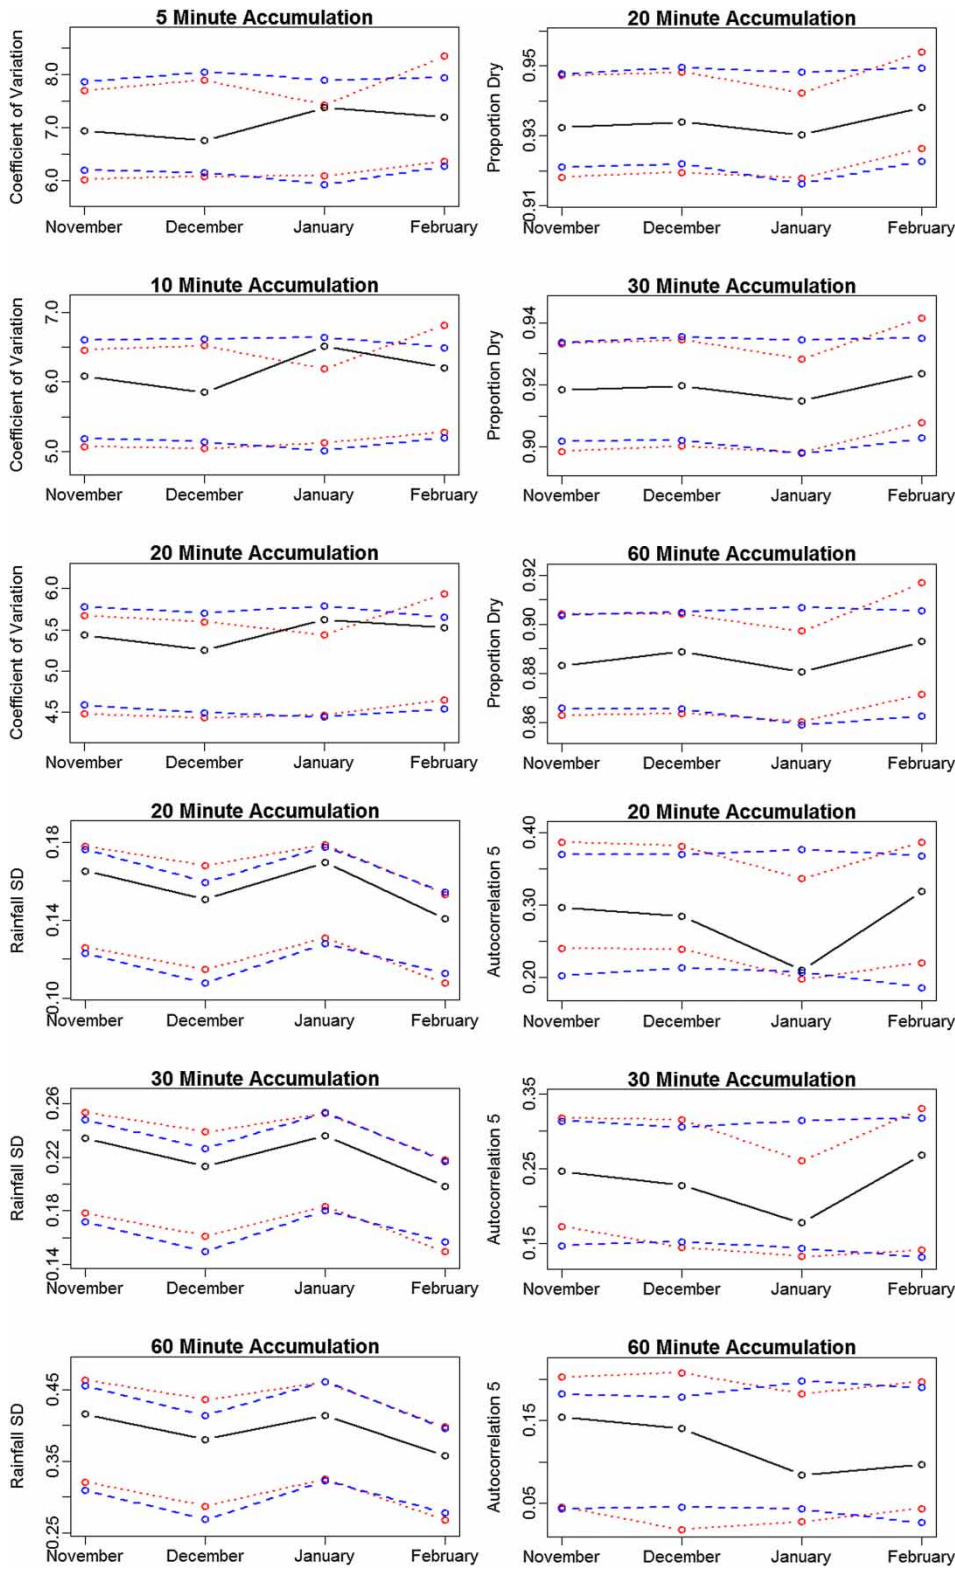 5 Minute Accumulation
Coefficient of Variation
6.0 7.0 8.0
November December January February
20 Minute Accumulation
Proportion Dry
0.91 0.93 0.95
November December January February
10 Minute Accumulation
Coefficient of Variation
5.0 6.0 7.0
November December January February
30 Minute Accumulation
Proportion Dry
0.90 0.92 0.94
November December January February
20 Minute Accumulation
Coefficient of Variation
4.5 5.0 5.5 6.0
November December January February
60 Minute Accumulation
Proportion Dry
0.86 0.88 0.90 0.92
November December January February
20 Minute Accumulation
Rainfall SD
0.10 0.14 0.18
November December January February
20 Minute Accumulation
Autocorrelation 5
0.20 0.30 0.40
November December January February
30 Minute Accumulation
Rainfall SD
0.14 0.18 0.22 0.26
November December January February
30 Minute Accumulation
Autocorrelation 5
0.15 0.25 0.35
November December January February
60 Minute Accumulation
Rainfall SD
0.25 0.35 0.45
November December January February
60 Minute Accumulation
Autocorrelation 5
0.05 0.15
November December January February